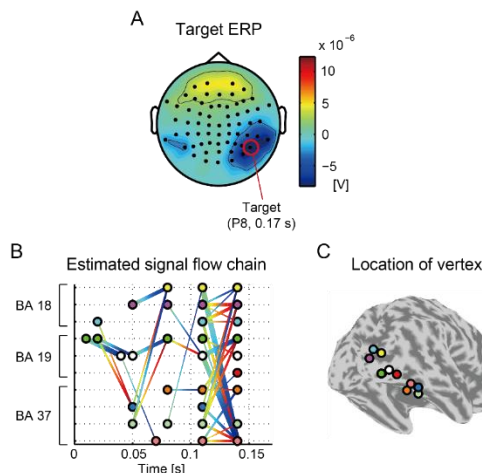 A
Target ERP
x 10⁻⁶
10
5
0
−5
[V]
Target
(P8, 0.17 s)
B
Estimated signal flow chain
BA 18
BA 19
BA 37
0 0.05 0.1 0.15
Time [s]
C
Location of vertex